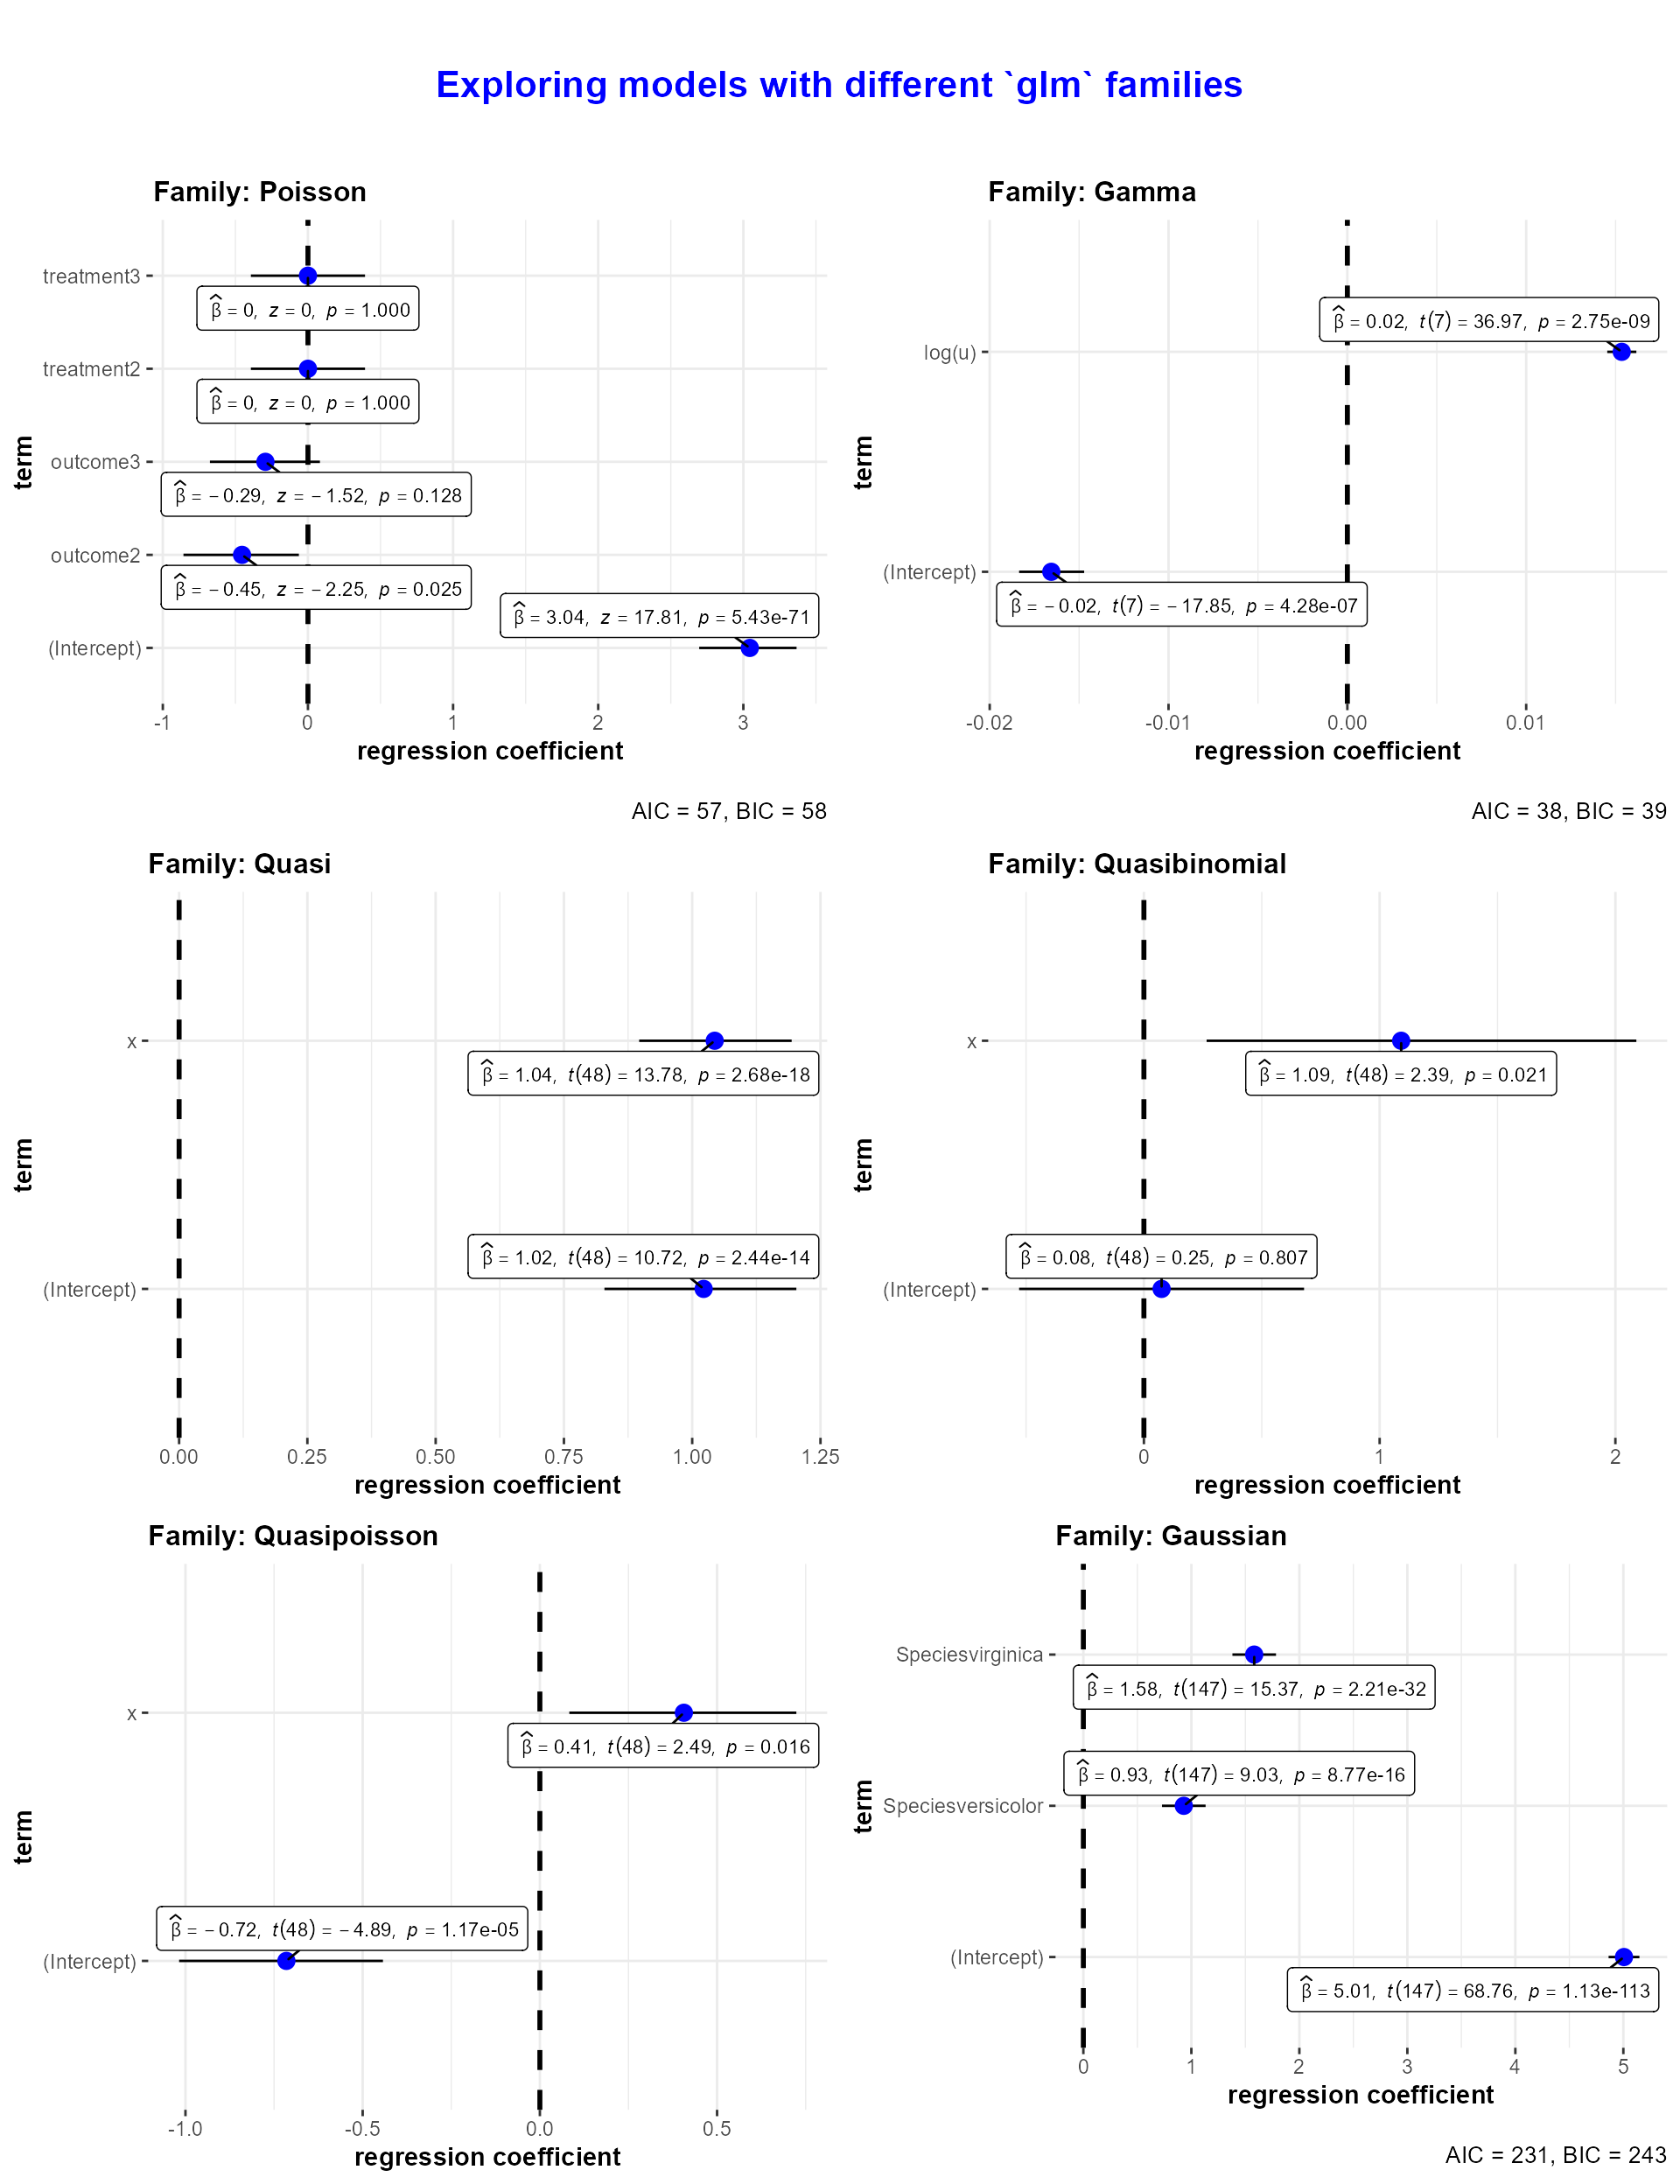 Exploring models with different `glm` families
Family: Poisson
treatment3
β̂ = 0, z = 0, p = 1.000
treatment2
β̂ = 0, z = 0, p = 1.000
outcome3
β̂ = − 0.29, z = − 1.52, p = 0.128
outcome2
β̂ = − 0.45, z = − 2.25, p = 0.025
β̂ = 3.04, z = 17.81, p = 5.43e-71
(Intercept)
term
-1 0 1 2 3
regression coefficient
AIC = 57, BIC = 58
Family: Gamma
β̂ = 0.02, t(7) = 36.97, p = 2.75e-09
log(u)
(Intercept)
β̂ = − 0.02, t(7) = − 17.85, p = 4.28e-07
term
-0.02 -0.01 0.00 0.01
regression coefficient
AIC = 38, BIC = 39
Family: Quasi
x
β̂ = 1.04, t(48) = 13.78, p = 2.68e-18
β̂ = 1.02, t(48) = 10.72, p = 2.44e-14
(Intercept)
term
0.00 0.25 0.50 0.75 1.00 1.25
regression coefficient
Family: Quasibinomial
x
β̂ = 1.09, t(48) = 2.39, p = 0.021
β̂ = 0.08, t(48) = 0.25, p = 0.807
(Intercept)
term
0 1 2
regression coefficient
Family: Quasipoisson
x
β̂ = 0.41, t(48) = 2.49, p = 0.016
β̂ = − 0.72, t(48) = − 4.89, p = 1.17e-05
(Intercept)
term
-1.0 -0.5 0.0 0.5
regression coefficient
Family: Gaussian
Speciesvirginica
β̂ = 1.58, t(147) = 15.37, p = 2.21e-32
β̂ = 0.93, t(147) = 9.03, p = 8.77e-16
Speciesversicolor
(Intercept)
β̂ = 5.01, t(147) = 68.76, p = 1.13e-113
term
0 1 2 3 4 5
regression coefficient
AIC = 231, BIC = 243